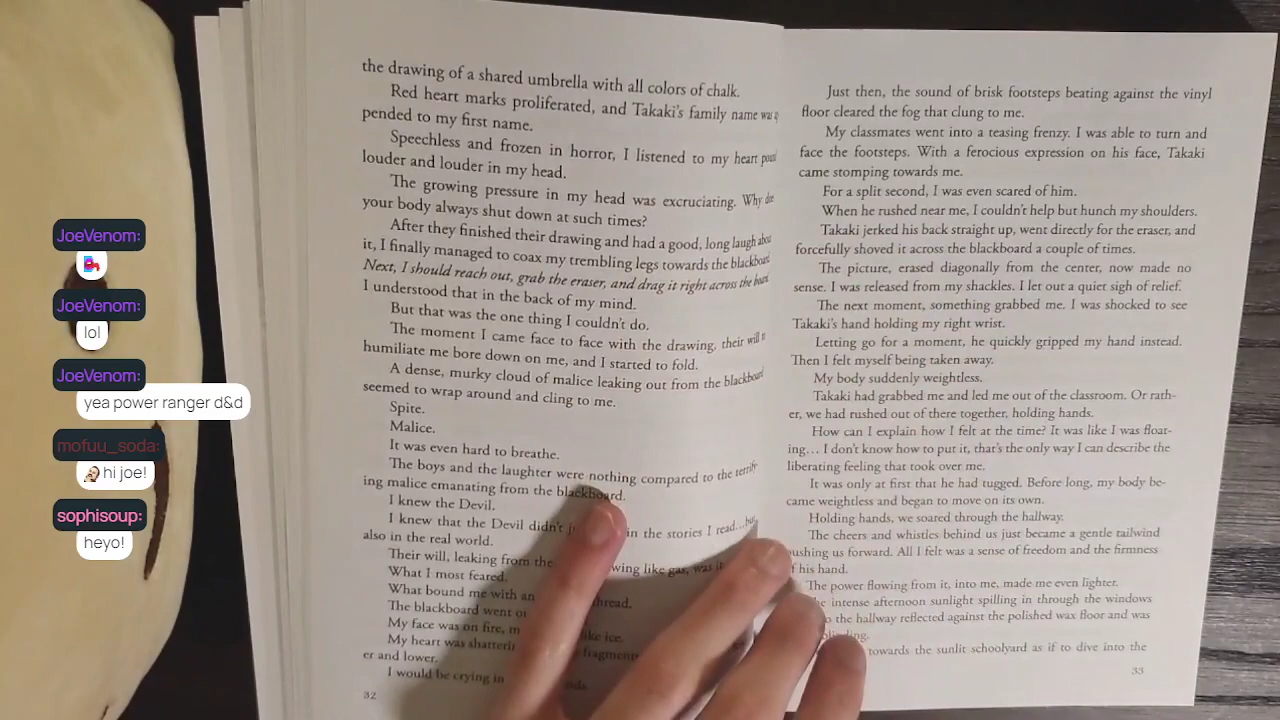 JoeVenom:
JoeVenom:
lol
JoeVenom:
yea power ranger d&d
mofuu_soda:
hi joe!
sophisoup:
heyo!
the drawing of a shared umbrella with all colors of chalk.
Red heart marks proliferated, and Takaki's family name was
pended to my first name.
Speechless and frozen in horror, I listened to my heart
louder and louder in my head.
The growing pressure in my head was excruciating. Why
your body always shut down at such times?
After they finished their drawing and had a good, long laugh about
it, I finally managed to coax my trembling legs towards the blackboard.
Next, I should reach out, grab the eraser, and drag it right across the
I understood that in the back of my mind.
But that was the one thing I couldn't do.
The moment I came face to face with the drawing, their will
humiliate me bore down on me, and I started to fold.
A dense, murky cloud of malice leaking out from the blackboard
seemed to wrap around and cling to me.
Spite.
Malice.
It was even hard to breathe.
The boys and the laughter were nothing compared to the terrify-
ing malice emanating from the blackboard.
I knew the Devil.
I knew that the Devil didn't in the stories I read...but
also in the real world.
Their will, leaking from the like gas, was
What I most feared.
What bound me with an thread.
The blackboard went
My face was on fire, like ice.
My heart was fragments
er and lower.
I would be crying in
32
Just then, the sound of brisk footsteps beating against the vinyl
floor cleared the fog that clung to me.
My classmates went into a teasing frenzy. I was able to turn and
face the footsteps. With a ferocious expression on his face, Takaki
came stomping towards me.
For a split second, I was even scared of him.
When he rushed near me, I couldn't help but hunch my shoulders.
Takaki jerked his back straight up, went directly for the eraser, and
forcefully shoved it across the blackboard a couple of times.
The picture, erased diagonally from the center, now made no
sense. I was released from my shackles. I let out a quiet sigh of relief.
The next moment, something grabbed me. I was shocked to see
Takaki's hand holding my right wrist.
Letting go for a moment, he quickly gripped my hand instead.
Then I felt myself being taken away.
My body suddenly weightless.
Takaki had grabbed me and led me out of the classroom. Or rath-
er, we had rushed out of there together, holding hands.
How can I explain how I felt at the time? It was like I was float-
ing... I don't know how to put it, that's the only way I can describe the
liberating feeling that took over me.
It was only at first that he had tugged. Before long, my body be-
came weightless and began to move on its own.
Holding hands, we soared through the hallway.
The cheers and whistles behind us just became a gentle tailwind
pushing us forward. All I felt was a sense of freedom and the firmness
of his hand.
The power flowing from it, into me, made me even lighter.
intense afternoon sunlight spilling in through the windows
the hallway reflected against the polished wax floor and was
towards the sunlit schoolyard as if to dive into the
33